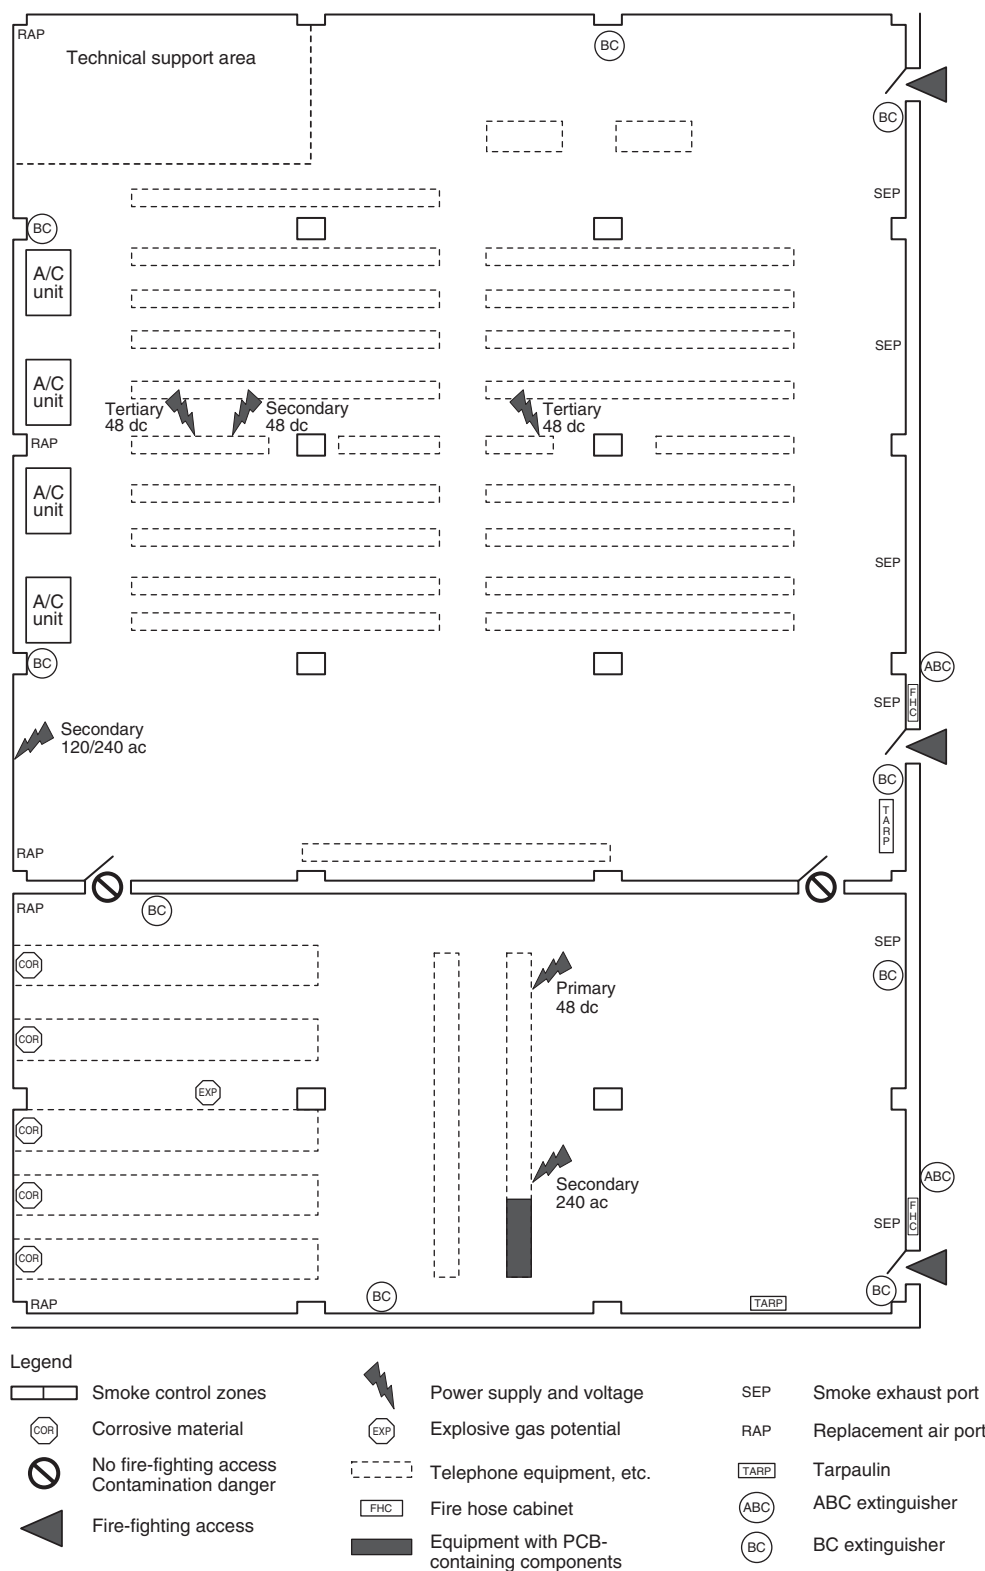 RAP
Technical support area
BC
BC
SEP
BC
A/C
unit
SEP
A/C
unit
Tertiary
48 dc
Secondary
48 dc
Tertiary
48 dc
RAP
A/C
unit
SEP
A/C
unit
BC
ABC
SEP
FHC
Secondary
120/240 ac
BC
TARP
RAP
RAP
BC
SEP
COR
BC
Primary
48 dc
COR
EXP
COR
ABC
Secondary
240 ac
COR
FHC
SEP
COR
BC
BC
RAP
TARP
Legend
Smoke control zones
Power supply and voltage
SEP
Smoke exhaust port
COR
Corrosive material
EXP
Explosive gas potential
RAP
Replacement air port
No fire-fighting access
Contamination danger
Telephone equipment, etc.
TARP
Tarpaulin
FHC
Fire hose cabinet
ABC
ABC extinguisher
Fire-fighting access
Equipment with PCB-
containing components
BC
BC extinguisher